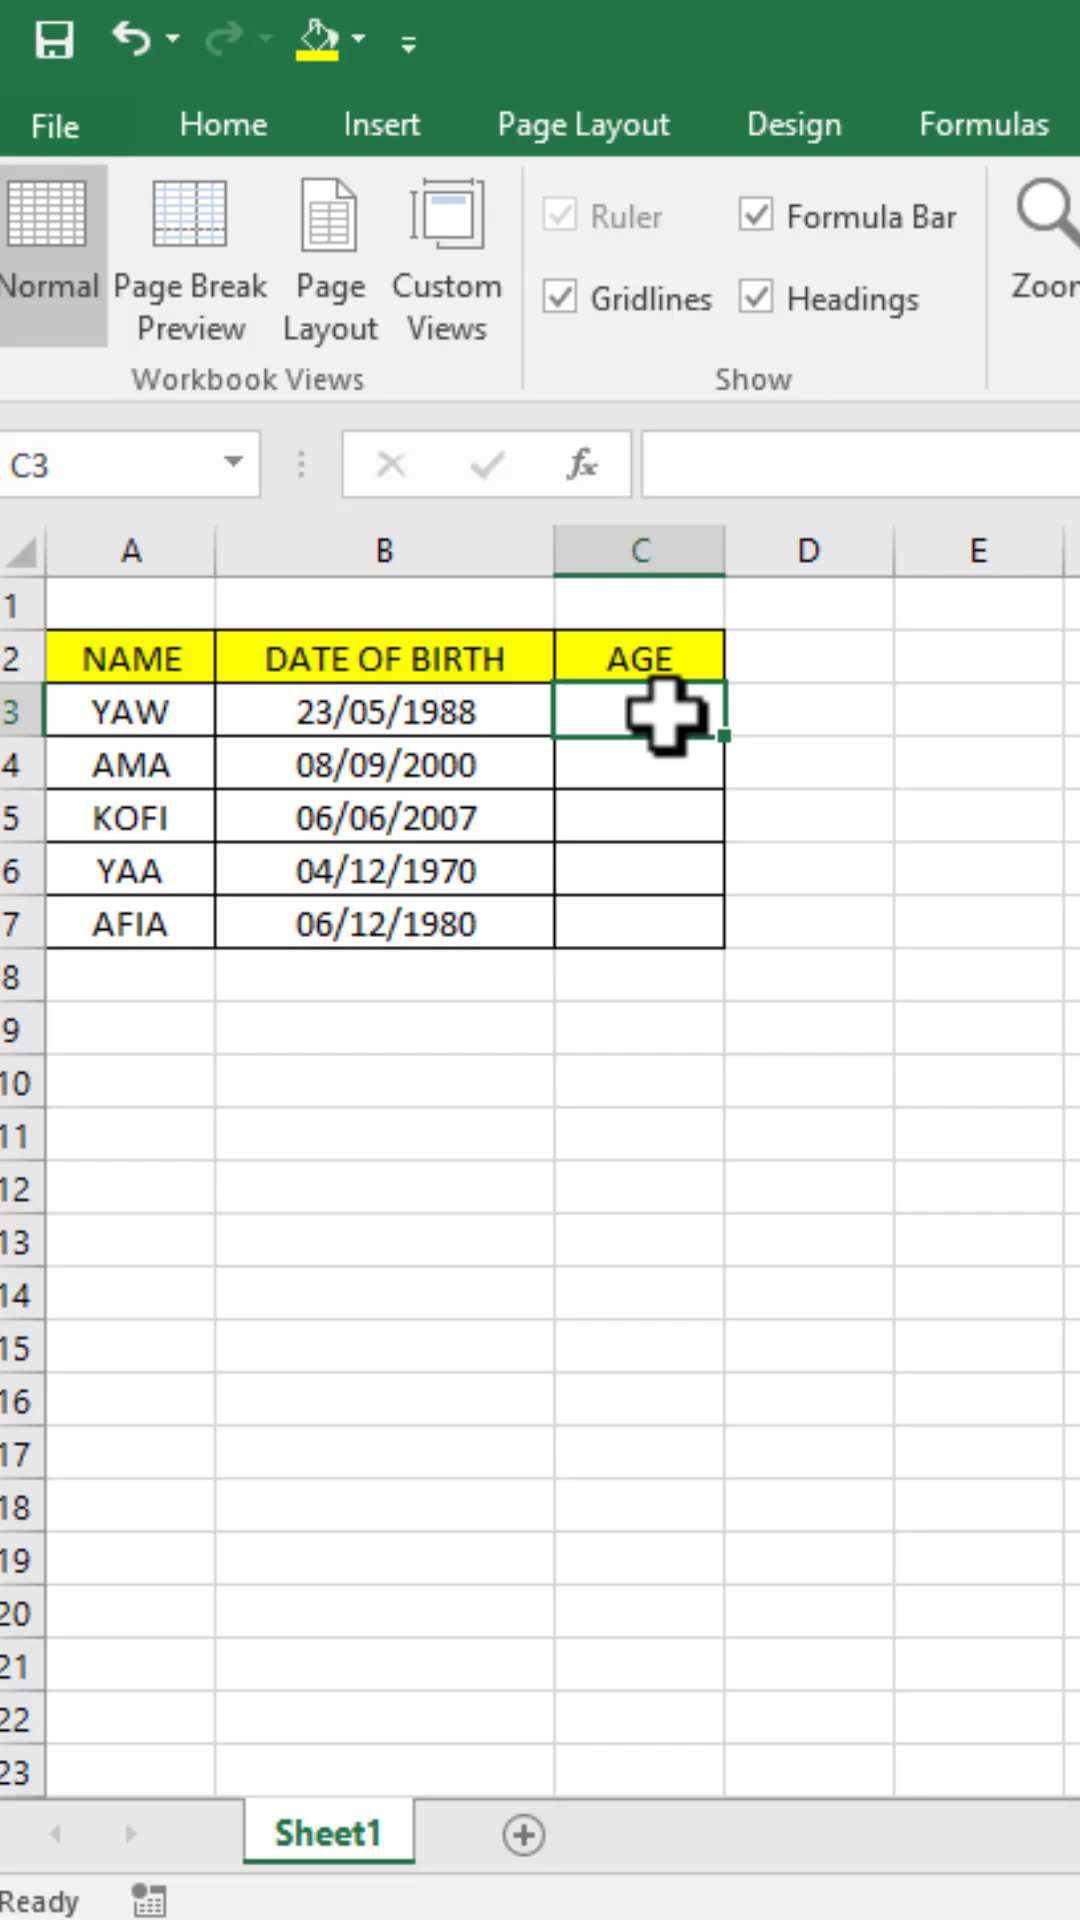 File Home Insert Page Layout Design Formulas
Normal Page Break Preview Page Layout Custom Views
Ruler Formula Bar
Gridlines Headings
Workbook Views Show
C3 fx
A B C D E
1
2 NAME DATE OF BIRTH AGE
3 YAW 23/05/1988
4 AMA 08/09/2000
5 KOFI 06/06/2007
6 YAA 04/12/1970
7 AFIA 06/12/1980
8
9
10
11
12
13
14
15
16
17
18
19
20
21
22
23
Sheet1
Ready